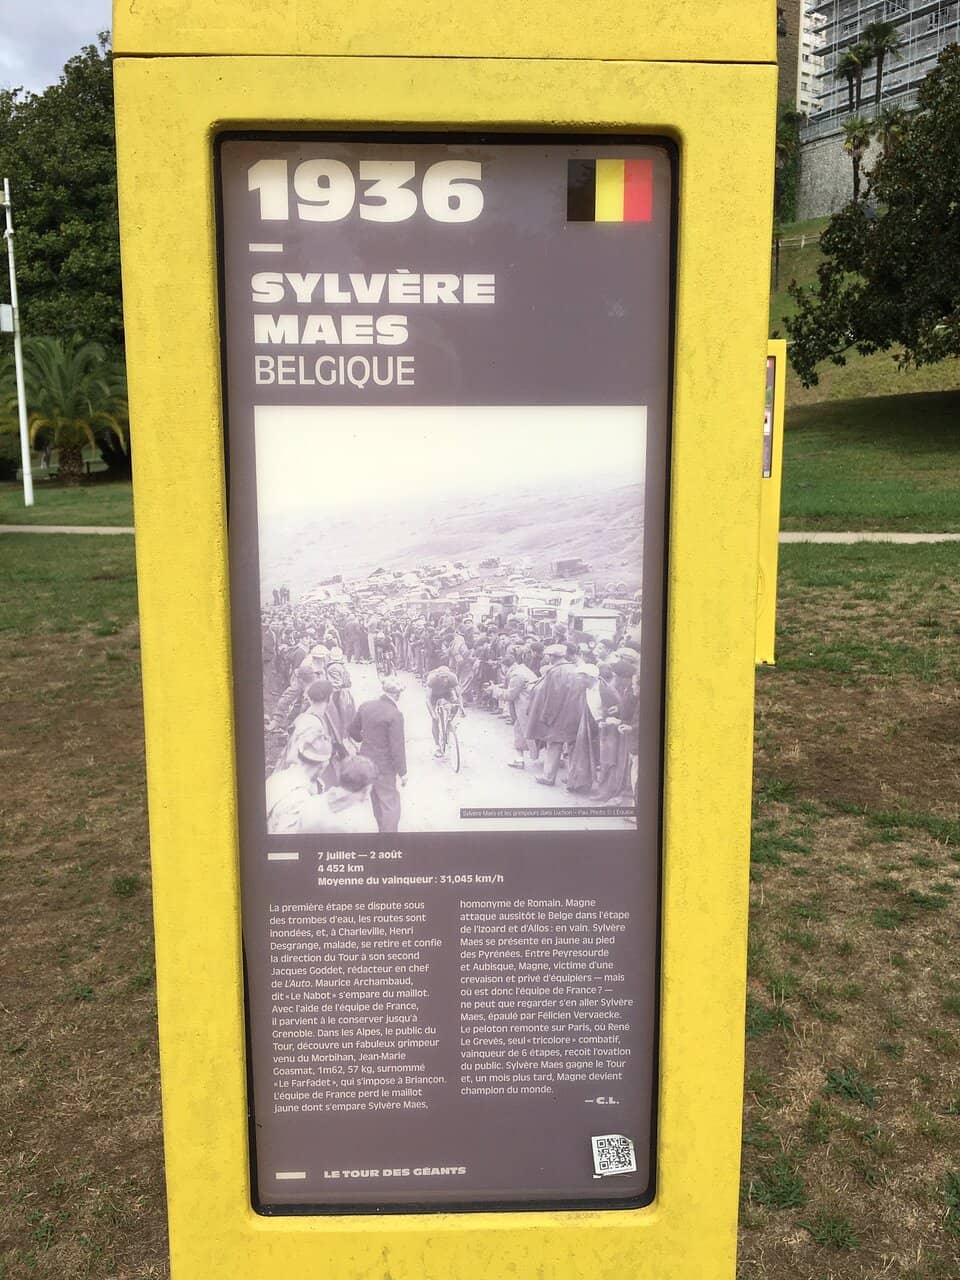 1936
SYLVÈRE
MAES
BELGIQUE
Sylvère Maes et les grimpeurs dans Luchon – Pau. Photo © L'Équipe
7 juillet — 2 août
4 452 km
Moyenne du vainqueur : 31,045 km/h
La première étape se dispute sous
des trombes d'eau, les routes sont
inondées, et, à Charleville, Henri
Desgrange, malade, se retire et confie
la direction du Tour à son second
Jacques Goddet, rédacteur en chef
de L'Auto. Maurice Archambaud,
dit « Le Nabot » s'empare du maillot.
Avec l'aide de l'équipe de France,
il parvient à le conserver jusqu'à
Grenoble. Dans les Alpes, le public du
Tour, découvre un fabuleux grimpeur
venu du Morbihan, Jean-Marie
Goasmat, 1m62, 57 kg, surnommé
« Le Farfadet », qui s'impose à Briançon.
L'équipe de France perd le maillot
jaune dont s'empare Sylvère Maes,
homonyme de Romain. Magne
attaque aussitôt le Belge dans l'étape
de l'Izoard et d'Allos : en vain. Sylvère
Maes se présente en jaune au pied
des Pyrénées. Entre Peyresourde
et Aubisque, Magne, victime d'une
crevaison et privé d'équipiers — mais
où est donc l'équipe de France ? —
ne peut que regarder s'en aller Sylvère
Maes, épaulé par Félicien Vervaecke.
Le peloton remonte sur Paris, où René
Le Grevès, seul « tricolore » combatif,
vainqueur de 6 étapes, reçoit l'ovation
du public. Sylvère Maes gagne le Tour
et, un mois plus tard, Magne devient
champion du monde.
— C.L.
LE TOUR DES GÉANTS